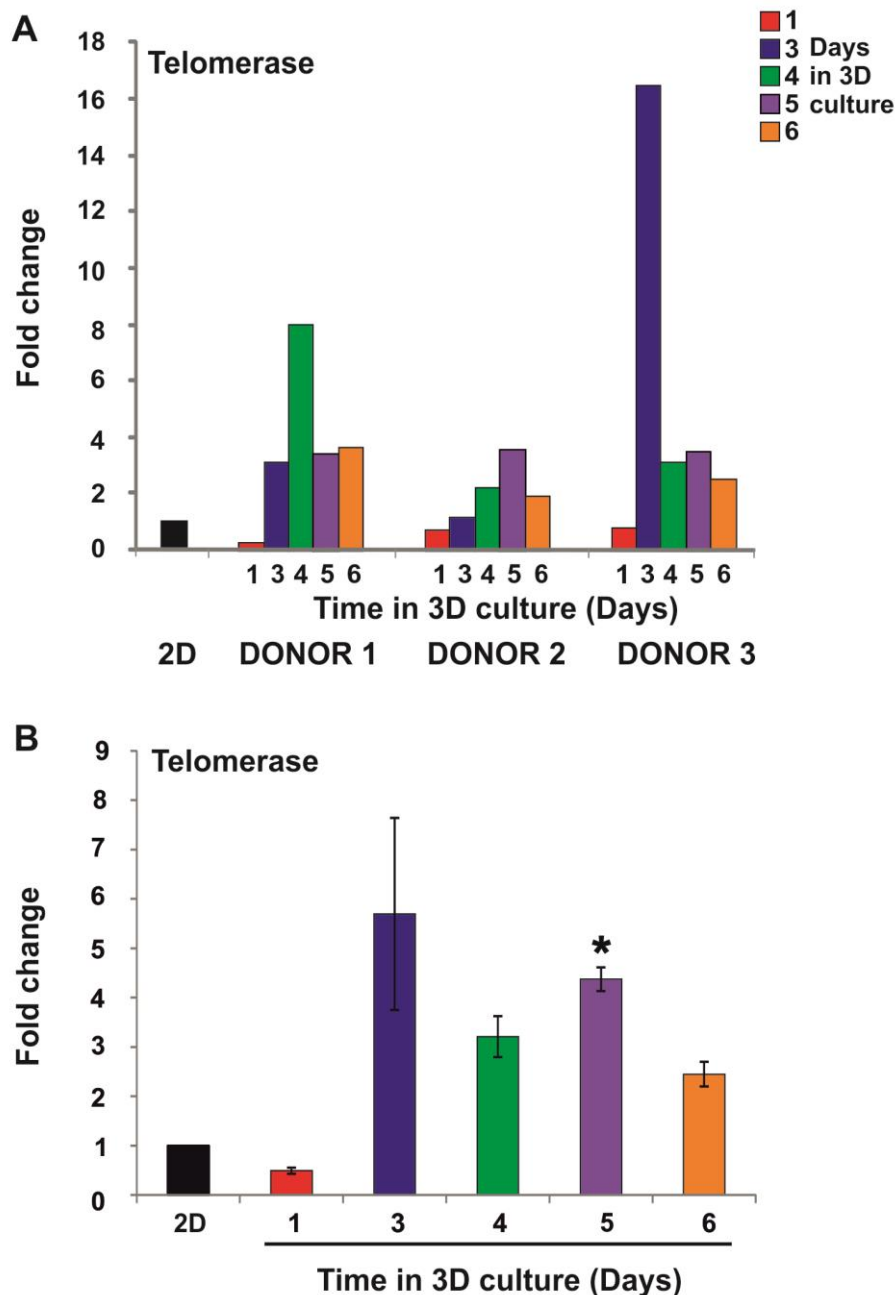 A
Telomerase
1
3 Days
4 in 3D
5 culture
6
18
16
14
12
10
8
6
4
2
0
Fold change
1 3 4 5 6 1 3 4 5 6 1 3 4 5 6
Time in 3D culture (Days)
2D DONOR 1 DONOR 2 DONOR 3
B
Telomerase
9
8
7
6
5
4
3
2
1
0
Fold change
*
2D 1 3 4 5 6
Time in 3D culture (Days)